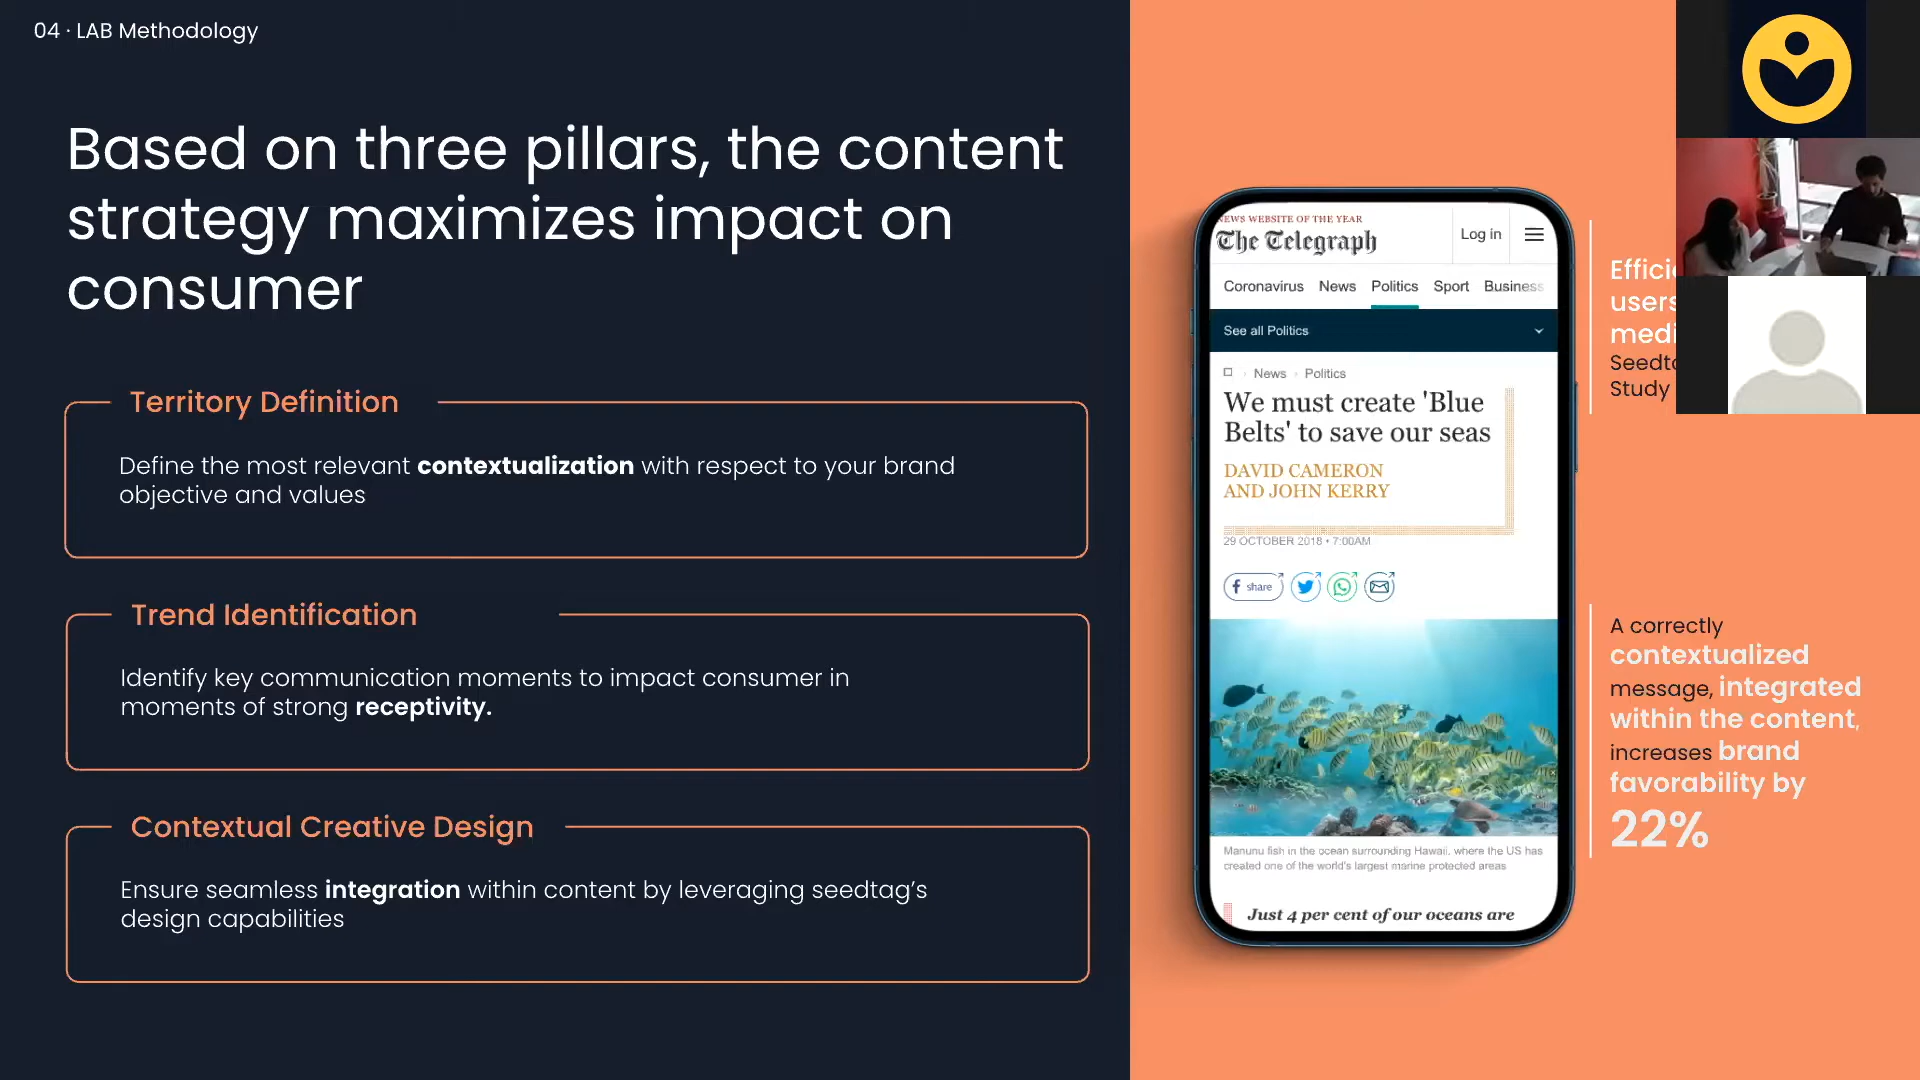 04 · LAB Methodology
Based on three pillars, the content
strategy maximizes impact on
consumer
Territory Definition
Define the most relevant contextualization with respect to your brand
objective and values
Trend Identification
Identify key communication moments to impact consumer in
moments of strong receptivity.
Contextual Creative Design
Ensure seamless integration within content by leveraging seedtag’s
design capabilities
NEWS WEBSITE OF THE YEAR
The Telegraph
Log in
Coronavirus News Politics Sport Business
See all Politics
News Politics
We must create 'Blue
Belts' to save our seas
DAVID CAMERON
AND JOHN KERRY
29 OCTOBER 2018 • 7:00AM
share
Manunu fish in the ocean surrounding Hawaii, where the US has
created one of the world's largest marine protected areas
Just 4 per cent of our oceans are
users
Study
A correctly
contextualized
message, integrated
within the content,
increases brand
favorability by
22%